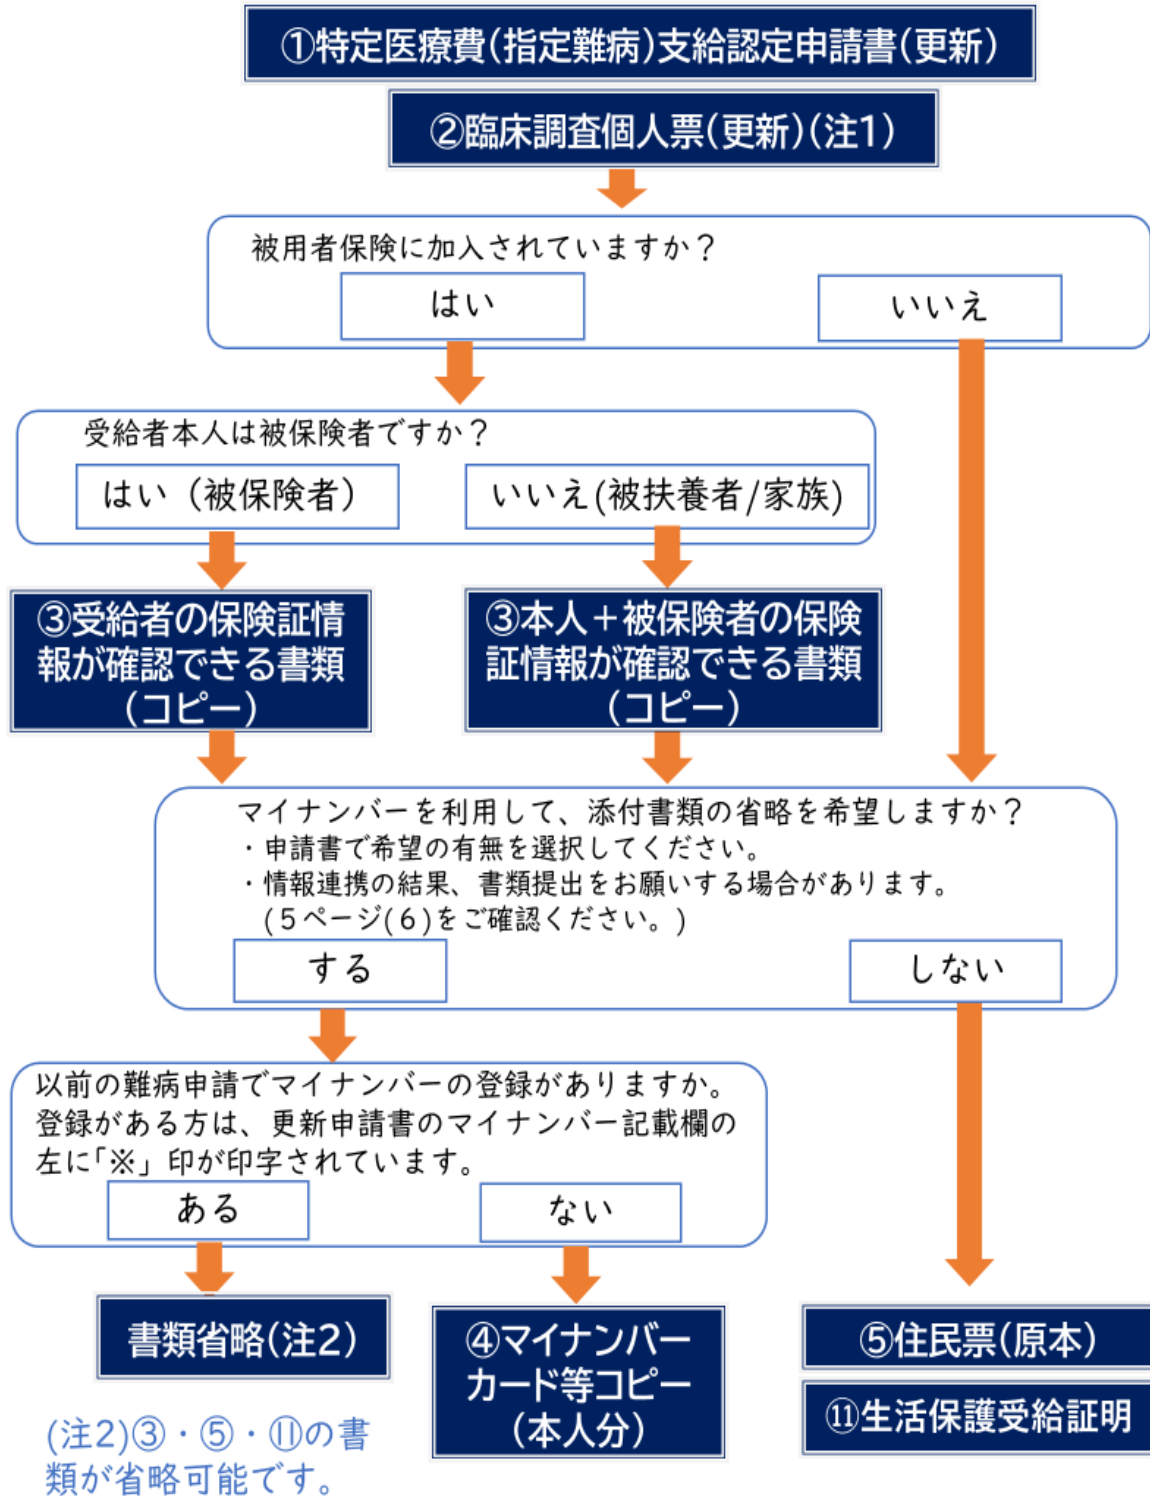 ①特定医療費(指定難病)支給認定申請書(更新)
②臨床調査個人票(更新)(注1)
被用者保険に加入されていますか？
はい
いいえ
受給者本人は被保険者ですか？
はい（被保険者）
いいえ(被扶養者/家族)
③受給者の保険証情
報が確認できる書類
(コピー)
③本人＋被保険者の保険
証情報が確認できる書類
(コピー)
マイナンバーを利用して、添付書類の省略を希望しますか？
・申請書で希望の有無を選択してください。
・情報連携の結果、書類提出をお願いする場合があります。
(5ページ(6)をご確認ください。)
する
しない
以前の難病申請でマイナンバーの登録がありますか。
登録がある方は、更新申請書のマイナンバー記載欄の
左に「※」印が印字されています。
ある
ない
書類省略(注2)
④マイナンバー
カード等コピー
(本人分)
⑤住民票(原本)
⑪生活保護受給証明
(注2)③・⑤・⑪の書
類が省略可能です。